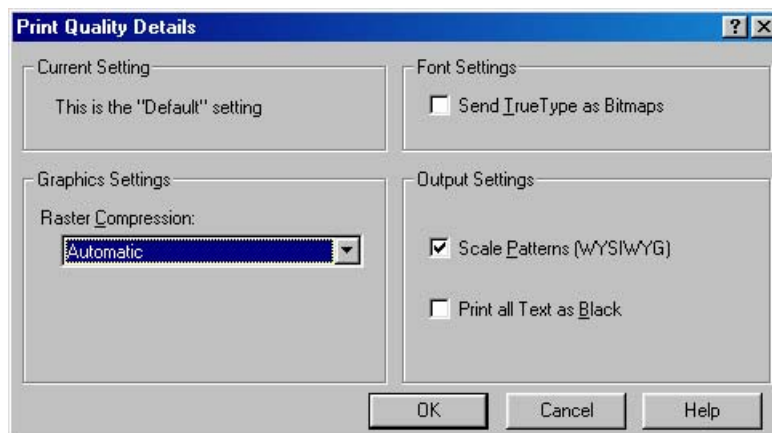 Print Quality Details
Current Setting
This is the "Default" setting
Font Settings
Send TrueType as Bitmaps
Graphics Settings
Raster Compression:
Automatic
Output Settings
Scale Patterns (WYSIWYG)
Print all Text as Black
OK Cancel Help